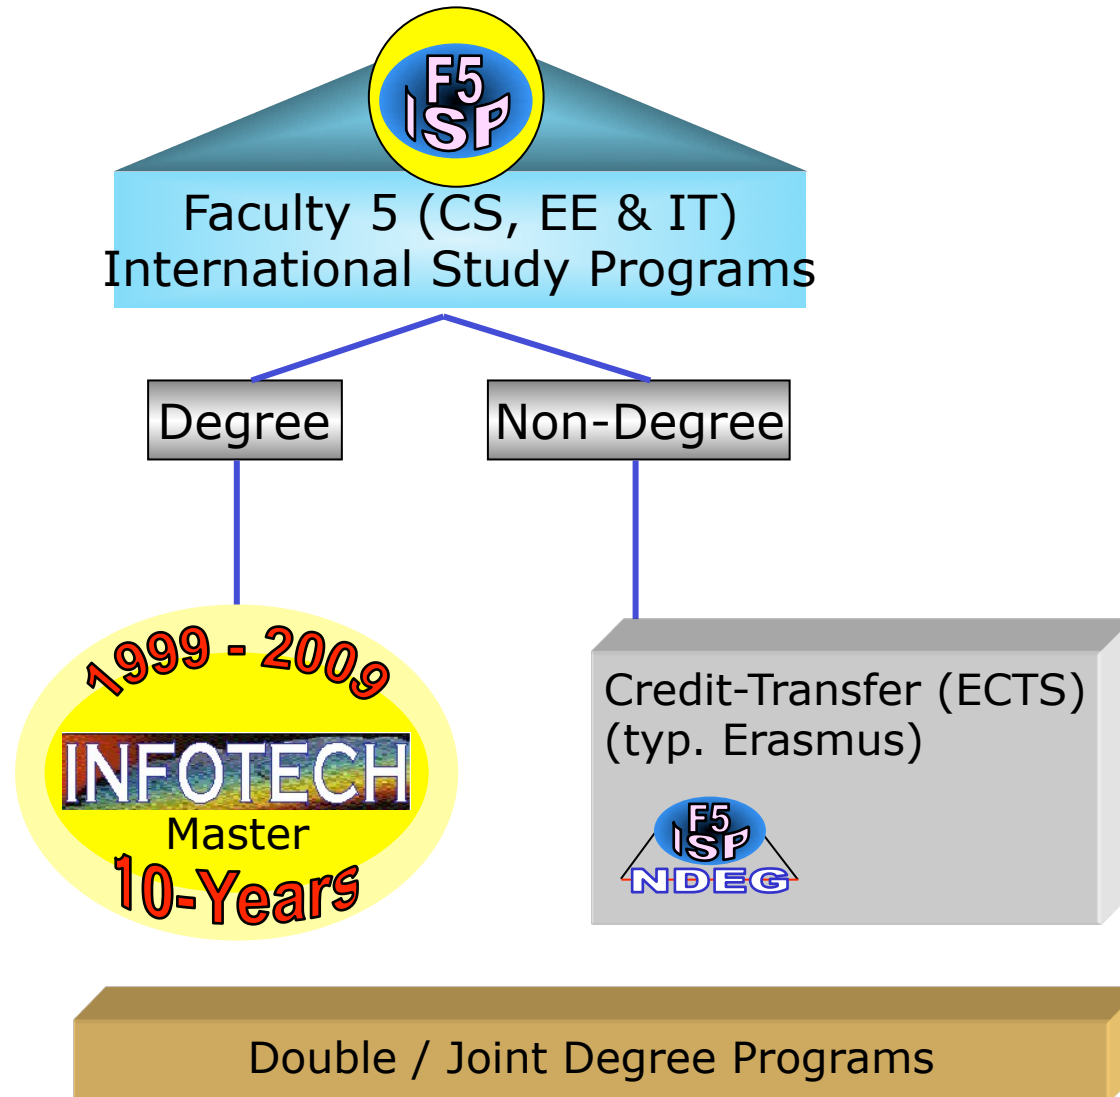 F5
ISP
Faculty 5 (CS, EE & IT)
International Study Programs
Degree
Non-Degree
1999 - 2009
INFOTECH
Master
10-Years
Credit-Transfer (ECTS)
(typ. Erasmus)
F5
ISP
NDEG
Double / Joint Degree Programs